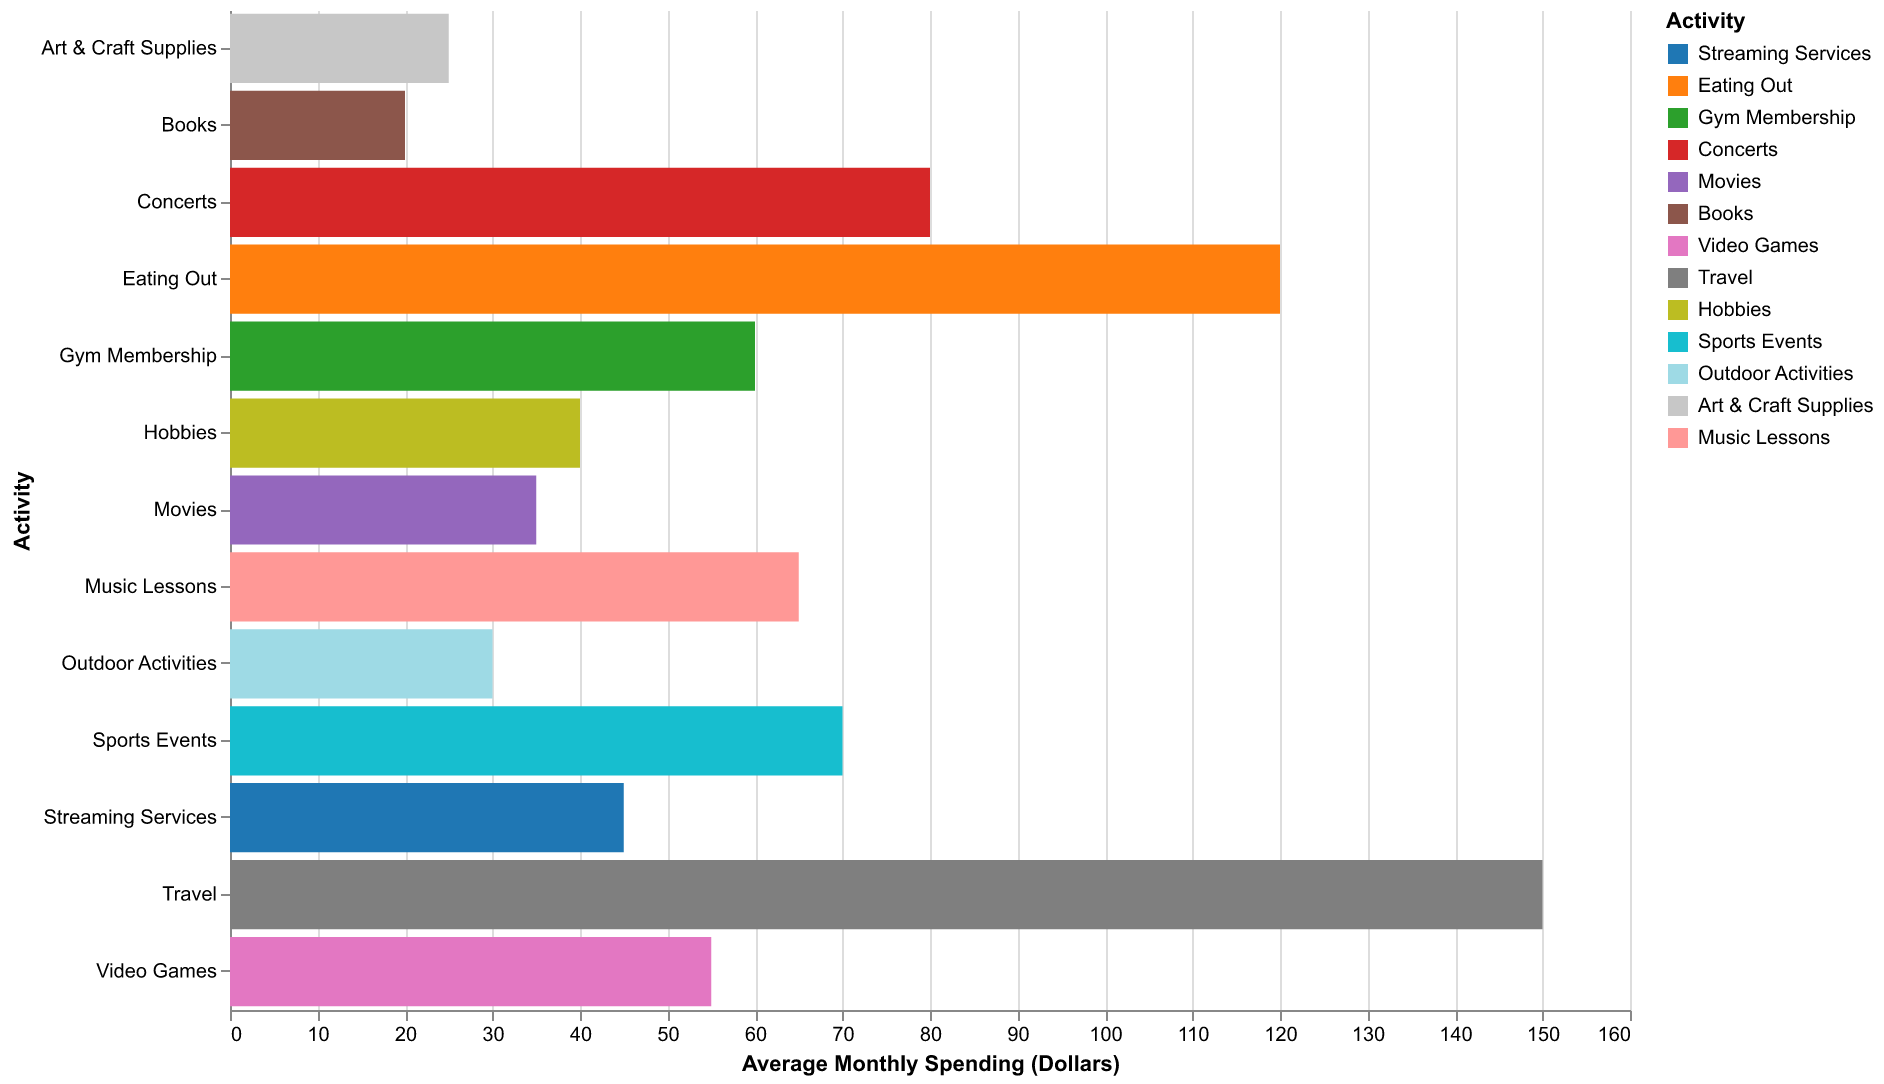 Art & Craft Supplies
Books
Concerts
Eating Out
Gym Membership
Hobbies
Movies
Music Lessons
Outdoor Activities
Sports Events
Streaming Services
Travel
Video Games
Activity
0 10 20 30 40 50 60 70 80 90 100 110 120 130 140 150 160
Average Monthly Spending (Dollars)
Activity
Streaming Services
Eating Out
Gym Membership
Concerts
Movies
Books
Video Games
Travel
Hobbies
Sports Events
Outdoor Activities
Art & Craft Supplies
Music Lessons